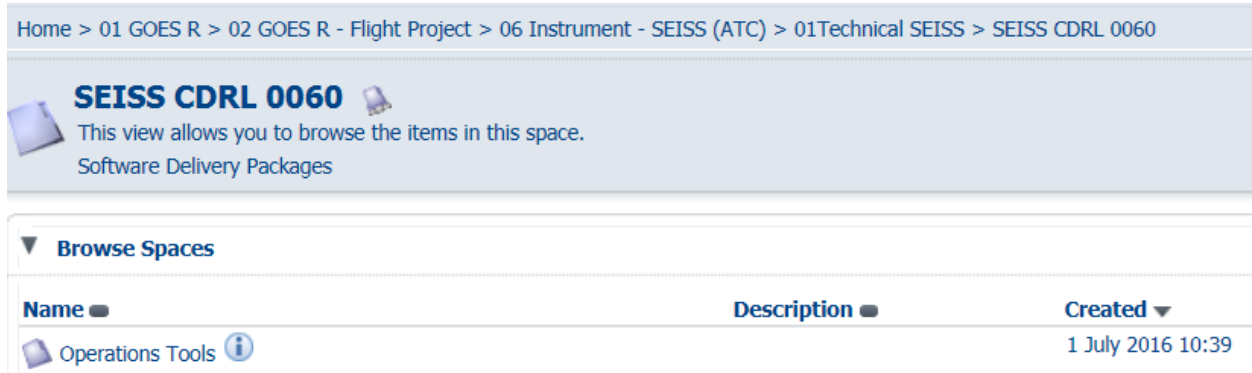 Home > 01 GOES R > 02 GOES R - Flight Project > 06 Instrument - SEISS (ATC) > 01Technical SEISS > SEISS CDRL 0060
SEISS CDRL 0060
This view allows you to browse the items in this space.
Software Delivery Packages
Browse Spaces
Name Description Created
Operations Tools 1 July 2016 10:39